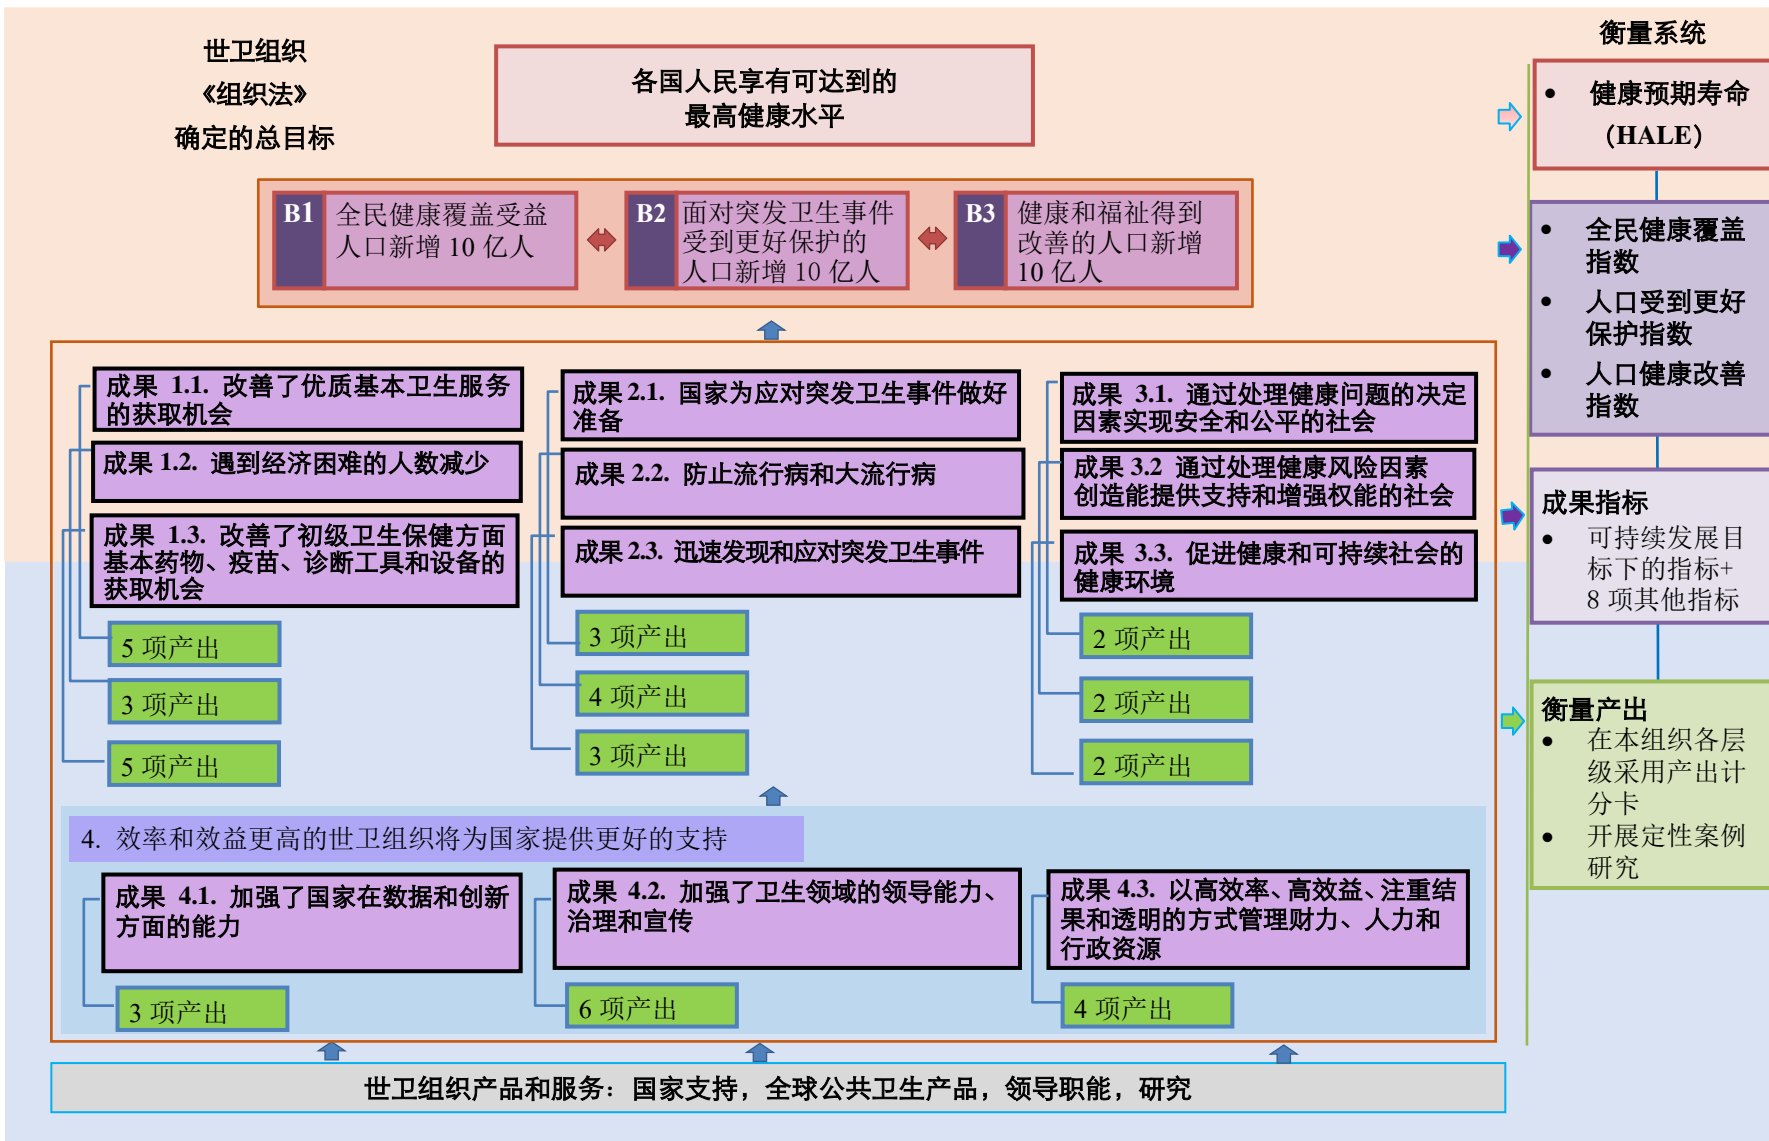 世卫组织
《组织法》
确定的总目标
各国人民享有可达到的
最高健康水平
衡量系统
• 健康预期寿命
（HALE）
B1
全民健康覆盖受益
人口新增 10 亿人
B2
面对突发卫生事件
受到更好保护的
人口新增 10 亿人
B3
健康和福祉得到
改善的人口新增
10 亿人
• 全民健康覆盖
指数
• 人口受到更好
保护指数
• 人口健康改善
指数
成果 1.1. 改善了优质基本卫生服务
的获取机会
成果 1.2. 遇到经济困难的人数减少
成果 1.3. 改善了初级卫生保健方面
基本药物、疫苗、诊断工具和设备的
获取机会
5 项产出
3 项产出
5 项产出
成果 2.1. 国家为应对突发卫生事件做好
准备
成果 2.2. 防止流行病和大流行病
成果 2.3. 迅速发现和应对突发卫生事件
3 项产出
4 项产出
3 项产出
成果 3.1. 通过处理健康问题的决定
因素实现安全和公平的社会
成果 3.2 通过处理健康风险因素
创造能提供支持和增强权能的社会
成果 3.3. 促进健康和可持续社会的
健康环境
2 项产出
2 项产出
2 项产出
成果指标
• 可持续发展目
标下的指标+
8 项其他指标
衡量产出
• 在本组织各层
级采用产出计
分卡
• 开展定性案例
研究
4. 效率和效益更高的世卫组织将为国家提供更好的支持
成果 4.1. 加强了国家在数据和创新
方面的能力
3 项产出
成果 4.2. 加强了卫生领域的领导能力、
治理和宣传
6 项产出
成果 4.3. 以高效率、高效益、注重结
果和透明的方式管理财力、人力和
行政资源
4 项产出
世卫组织产品和服务：国家支持，全球公共卫生产品，领导职能，研究